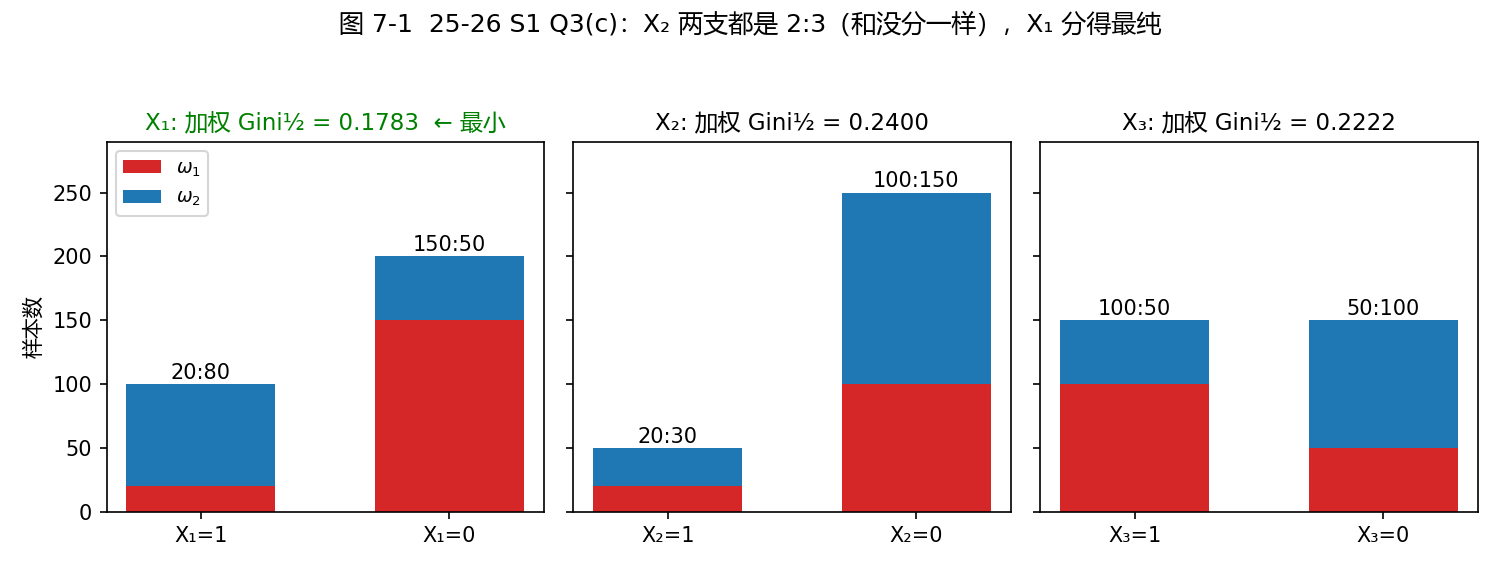 图 7-1  25-26 S1 Q3(c)：X₂ 两支都是 2:3（和没分一样），X₁ 分得最纯
X₁: 加权 Gini½ = 0.1783 ← 最小
ω₁
ω₂
样本数
250
200
150
100
50
0
20:80
150:50
X₁=1
X₁=0
X₂: 加权 Gini½ = 0.2400
20:30
100:150
X₂=1
X₂=0
X₃: 加权 Gini½ = 0.2222
100:50
50:100
X₃=1
X₃=0